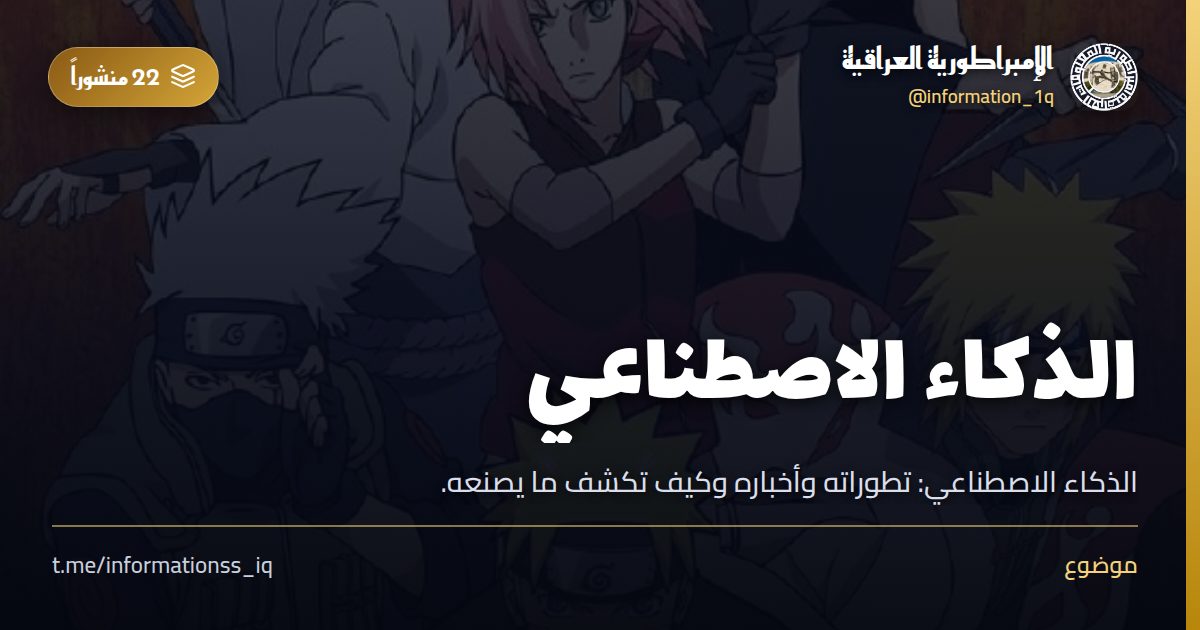 الإمبراطورية العراقية
@information_1q
22 منشوراً
الذكاء الاصطناعي
الذكاء الاصطناعي: تطوراته وأخباره وكيف تكشف ما يصنعه.
موضوع
t.me/informationss_iq